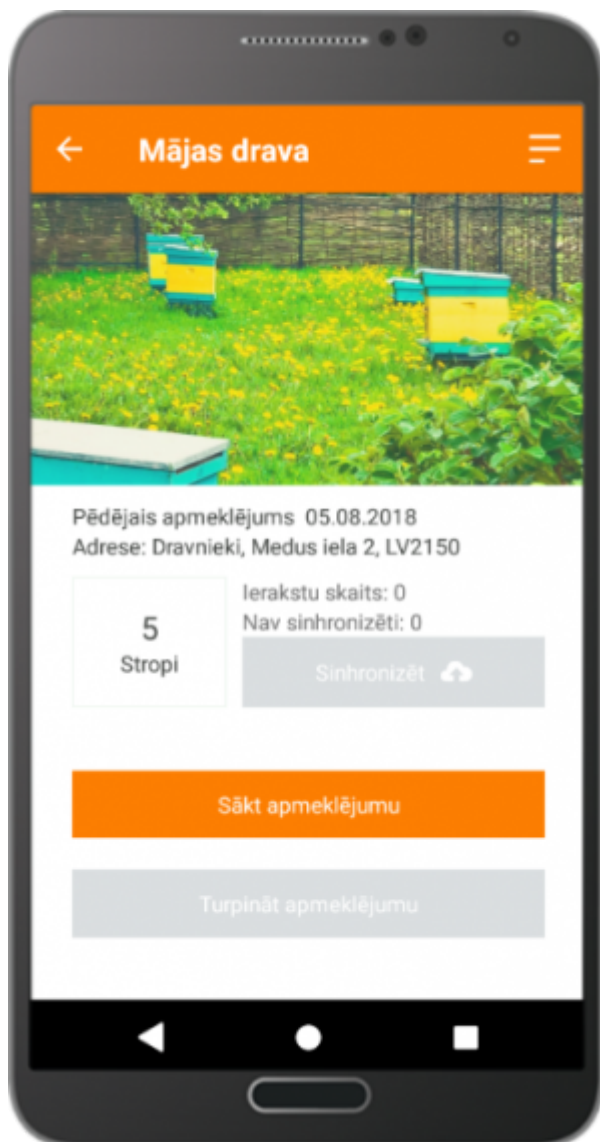 Mājas drava
Pēdējais apmeklējums 05.08.2018
Adrese: Dravnieki, Medus iela 2, LV2150
5
Stropi
Ierakstu skaits: 0
Nav sinhronizēti: 0
Sinhronizēt
Sākt apmeklējumu
Turpināt apmeklējumu